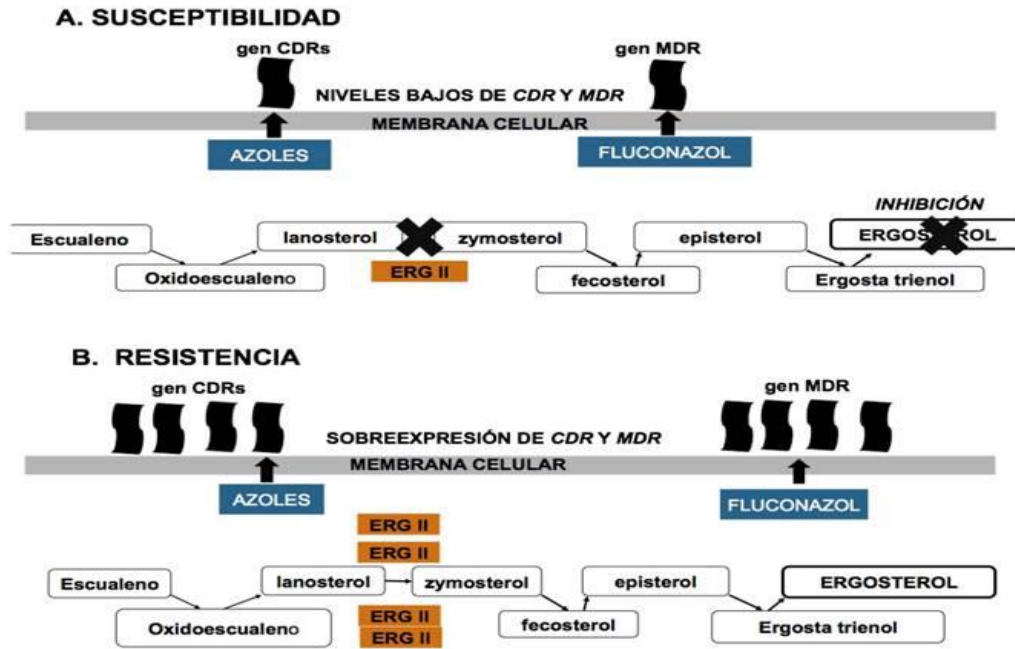 A. SUSCEPTIBILIDAD
gen CDRs
gen MDR
NIVELES BAJOS DE CDR Y MDR
MEMBRANA CELULAR
AZOLES
FLUCONAZOL
INHIBICIÓN
Escualeno
lanosterol
zymosterol
episterol
ERGOSTEROL
Oxidoescualeno
ERG II
fecosterol
Ergosta trienol
B. RESISTENCIA
gen CDRs
gen MDR
SOBREEXPRESIÓN DE CDR Y MDR
MEMBRANA CELULAR
AZOLES
FLUCONAZOL
ERG II
ERG II
Escualeno
lanosterol
zymosterol
episterol
ERGOSTEROL
Oxidoescualeno
ERG II
ERG II
fecosterol
Ergosta trienol